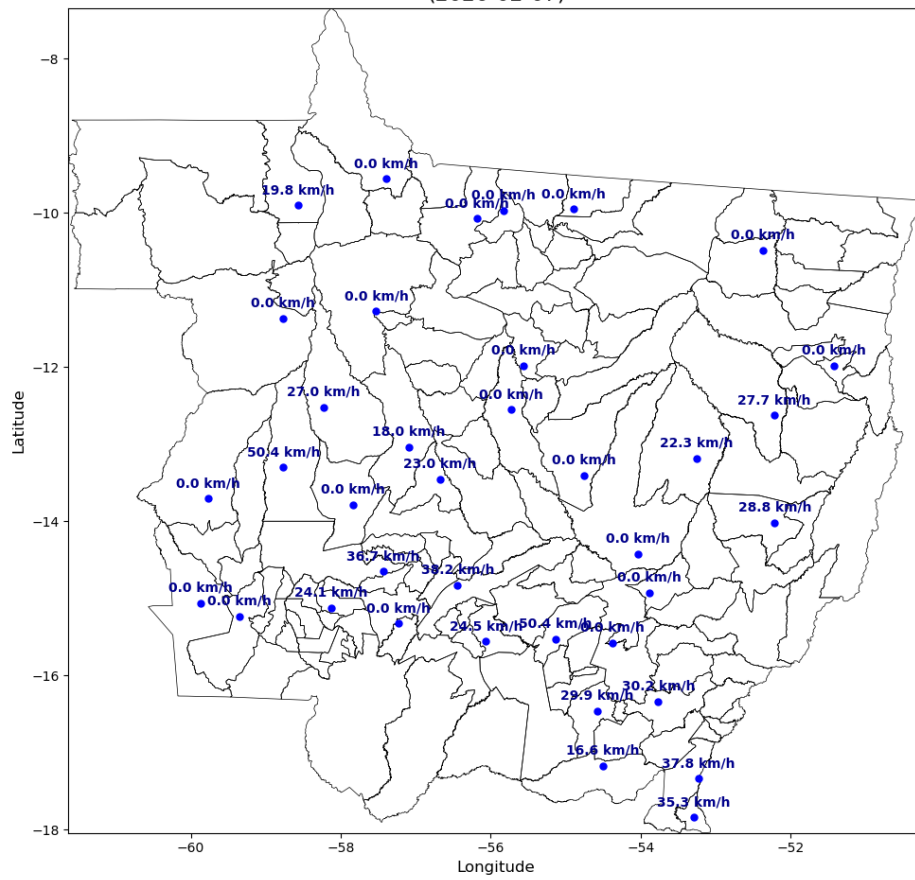 −8
0.0 km/h
19.8 km/h
0.0 km/h
0.0 km/h
0.0 km/h
−10
0.0 km/h
0.0 km/h
0.0 km/h
0.0 km/h
0.0 km/h
−12
27.0 km/h
0.0 km/h
27.7 km/h
18.0 km/h
50.4 km/h
23.0 km/h
0.0 km/h
22.3 km/h
0.0 km/h
0.0 km/h
28.8 km/h
−14
36.7 km/h
38.2 km/h
0.0 km/h
0.0 km/h
0.0 km/h
24.1 km/h
0.0 km/h
0.0 km/h
24.5 km/h
50.4 km/h
0.0 km/h
−16
29.9 km/h
30.2 km/h
16.6 km/h
37.8 km/h
35.3 km/h
−18
−60
−58
−56
−54
−52
Latitude
Longitude